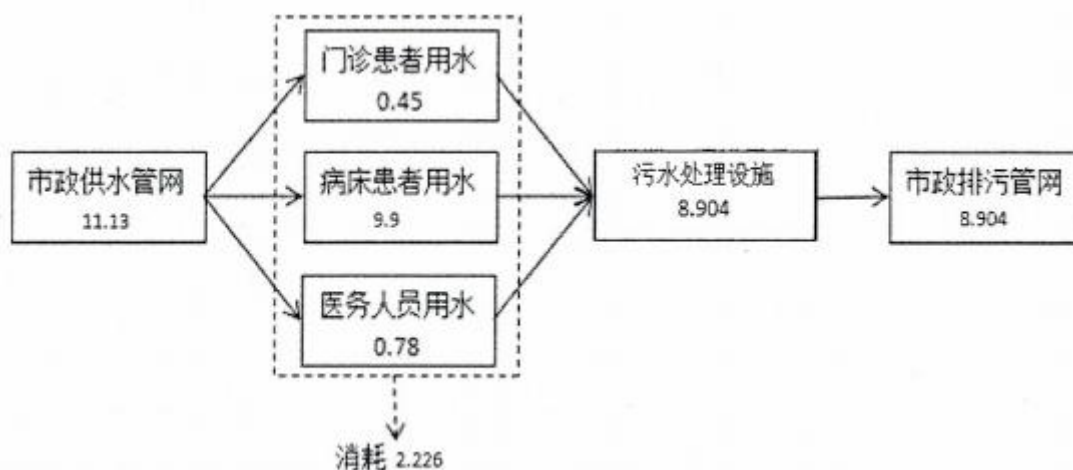 门诊患者用水
0.45
市政供水管网
11.13
病床患者用水
9.9
污水处理设施
8.904
市政排污管网
8.904
医务人员用水
0.78
消耗 2.226